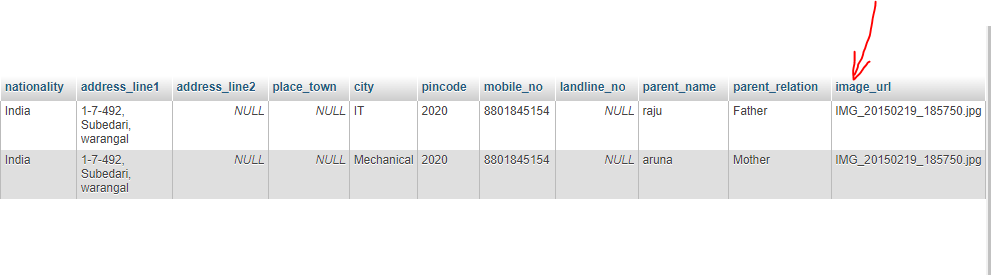 nationality address_line1 address_line2 place_town city pincode mobile_no landline_no parent_name parent_relation image_url
India 1-7-492, NULL NULL IT 2020 8801845154 NULL raju Father IMG_20150219_185750.jpg
Subedari,
warangal
India 1-7-492, NULL NULL Mechanical 2020 8801845154 NULL aruna Mother IMG_20150219_185750.jpg
Subedari,
warangal